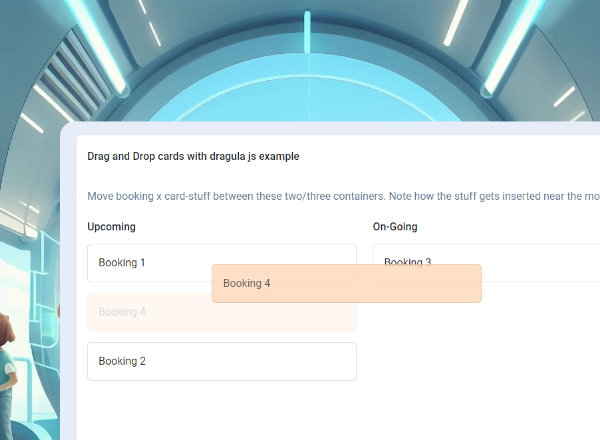 Drag and Drop cards with dragula js example
Move booking x card-stuff between these two/three containers. Note how the stuff gets inserted near the
Upcoming
On-Going
Booking 1
Booking 3
Booking 4
Booking 4
Booking 2